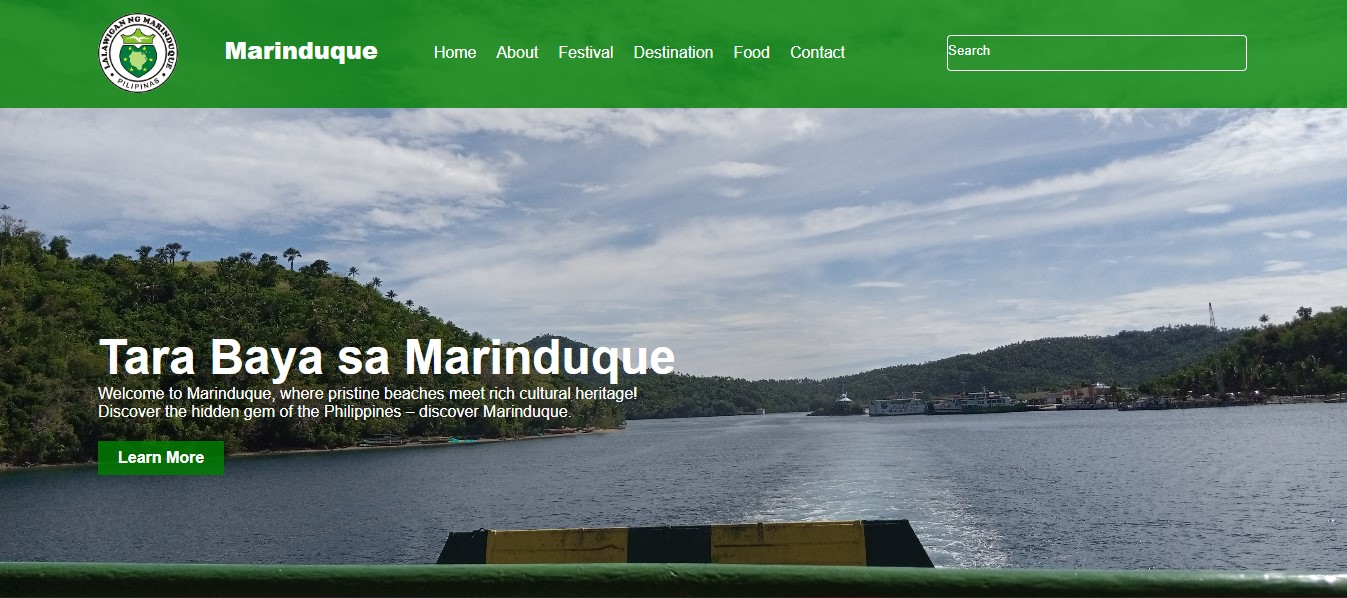 LALAWIGAN NG MARINDUQUE
PILIPINAS
Marinduque
Home About Festival Destination Food Contact
Search
Tara Baya sa Marinduque
Welcome to Marinduque, where pristine beaches meet rich cultural heritage!
Discover the hidden gem of the Philippines – discover Marinduque.
Learn More